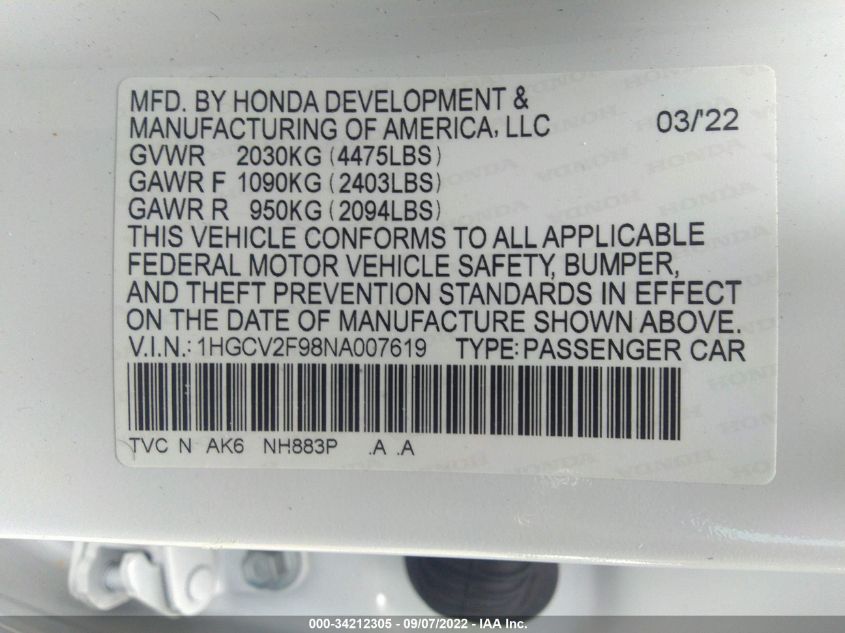 MFD. BY HONDA DEVELOPMENT &
MANUFACTURING OF AMERICA, LLC 03/'22
GVWR 2030KG (4475LBS)
GAWR F 1090KG (2403LBS)
GAWR R 950KG (2094LBS)
THIS VEHICLE CONFORMS TO ALL APPLICABLE
FEDERAL MOTOR VEHICLE SAFETY, BUMPER,
AND THEFT PREVENTION STANDARDS IN EFFECT
ON THE DATE OF MANUFACTURE SHOWN ABOVE.
V.I.N.: 1HGCV2F98NA007619 TYPE: PASSENGER CAR
TVC N AK6 NH883P .A .A
000-34212305 - 09/07/2022 - IAA Inc.